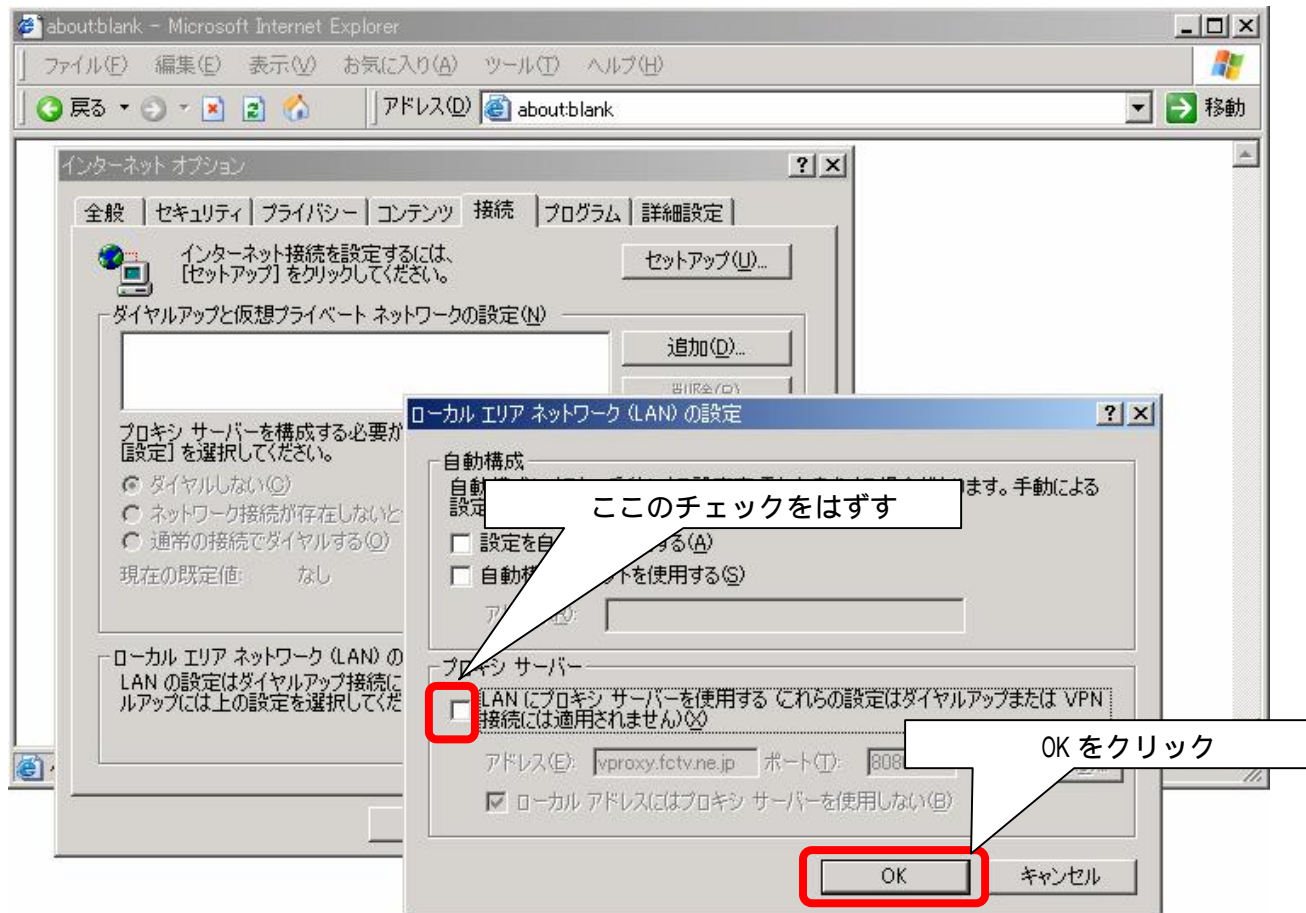 about:blank - Microsoft Internet Explorer
ファイル(F) 編集(E) 表示(V) お気に入り(A) ツール(T) ヘルプ(H)
戻る アドレス(D) about:blank 移動
インターネット オプション
全般 セキュリティ プライバシー コンテンツ 接続 プログラム 詳細設定
インターネット接続を設定するには、
[セットアップ] をクリックしてください。
セットアップ(U)...
ダイヤルアップと仮想プライベート ネットワークの設定(N)
追加(D)...
削除(R)
プロキシ サーバーを構成する必要が
[設定] を選択してください。
ダイヤルしない(C)
ネットワーク接続が存在しないと
通常の接続でダイヤルする(O)
現在の既定値: なし
ローカル エリア ネットワーク (LAN) の
LAN の設定はダイヤルアップ接続に
ルアップには上の設定を選択してくだ
ローカル エリア ネットワーク (LAN) の設定
自動構成
ります。手動による
設定
ここのチェックをはずす
設定を自 する(A)
自動構 トを使用する(S)
プロキシ サーバー
LAN にプロキシ サーバーを使用する (これらの設定はダイヤルアップまたは VPN
接続には適用されません)(X)
アドレス(E): vproxy.fctv.ne.jp ポート(T): 808
OK をクリック
ローカル アドレスにはプロキシ サーバーを使用しない(B)
OK キャンセル